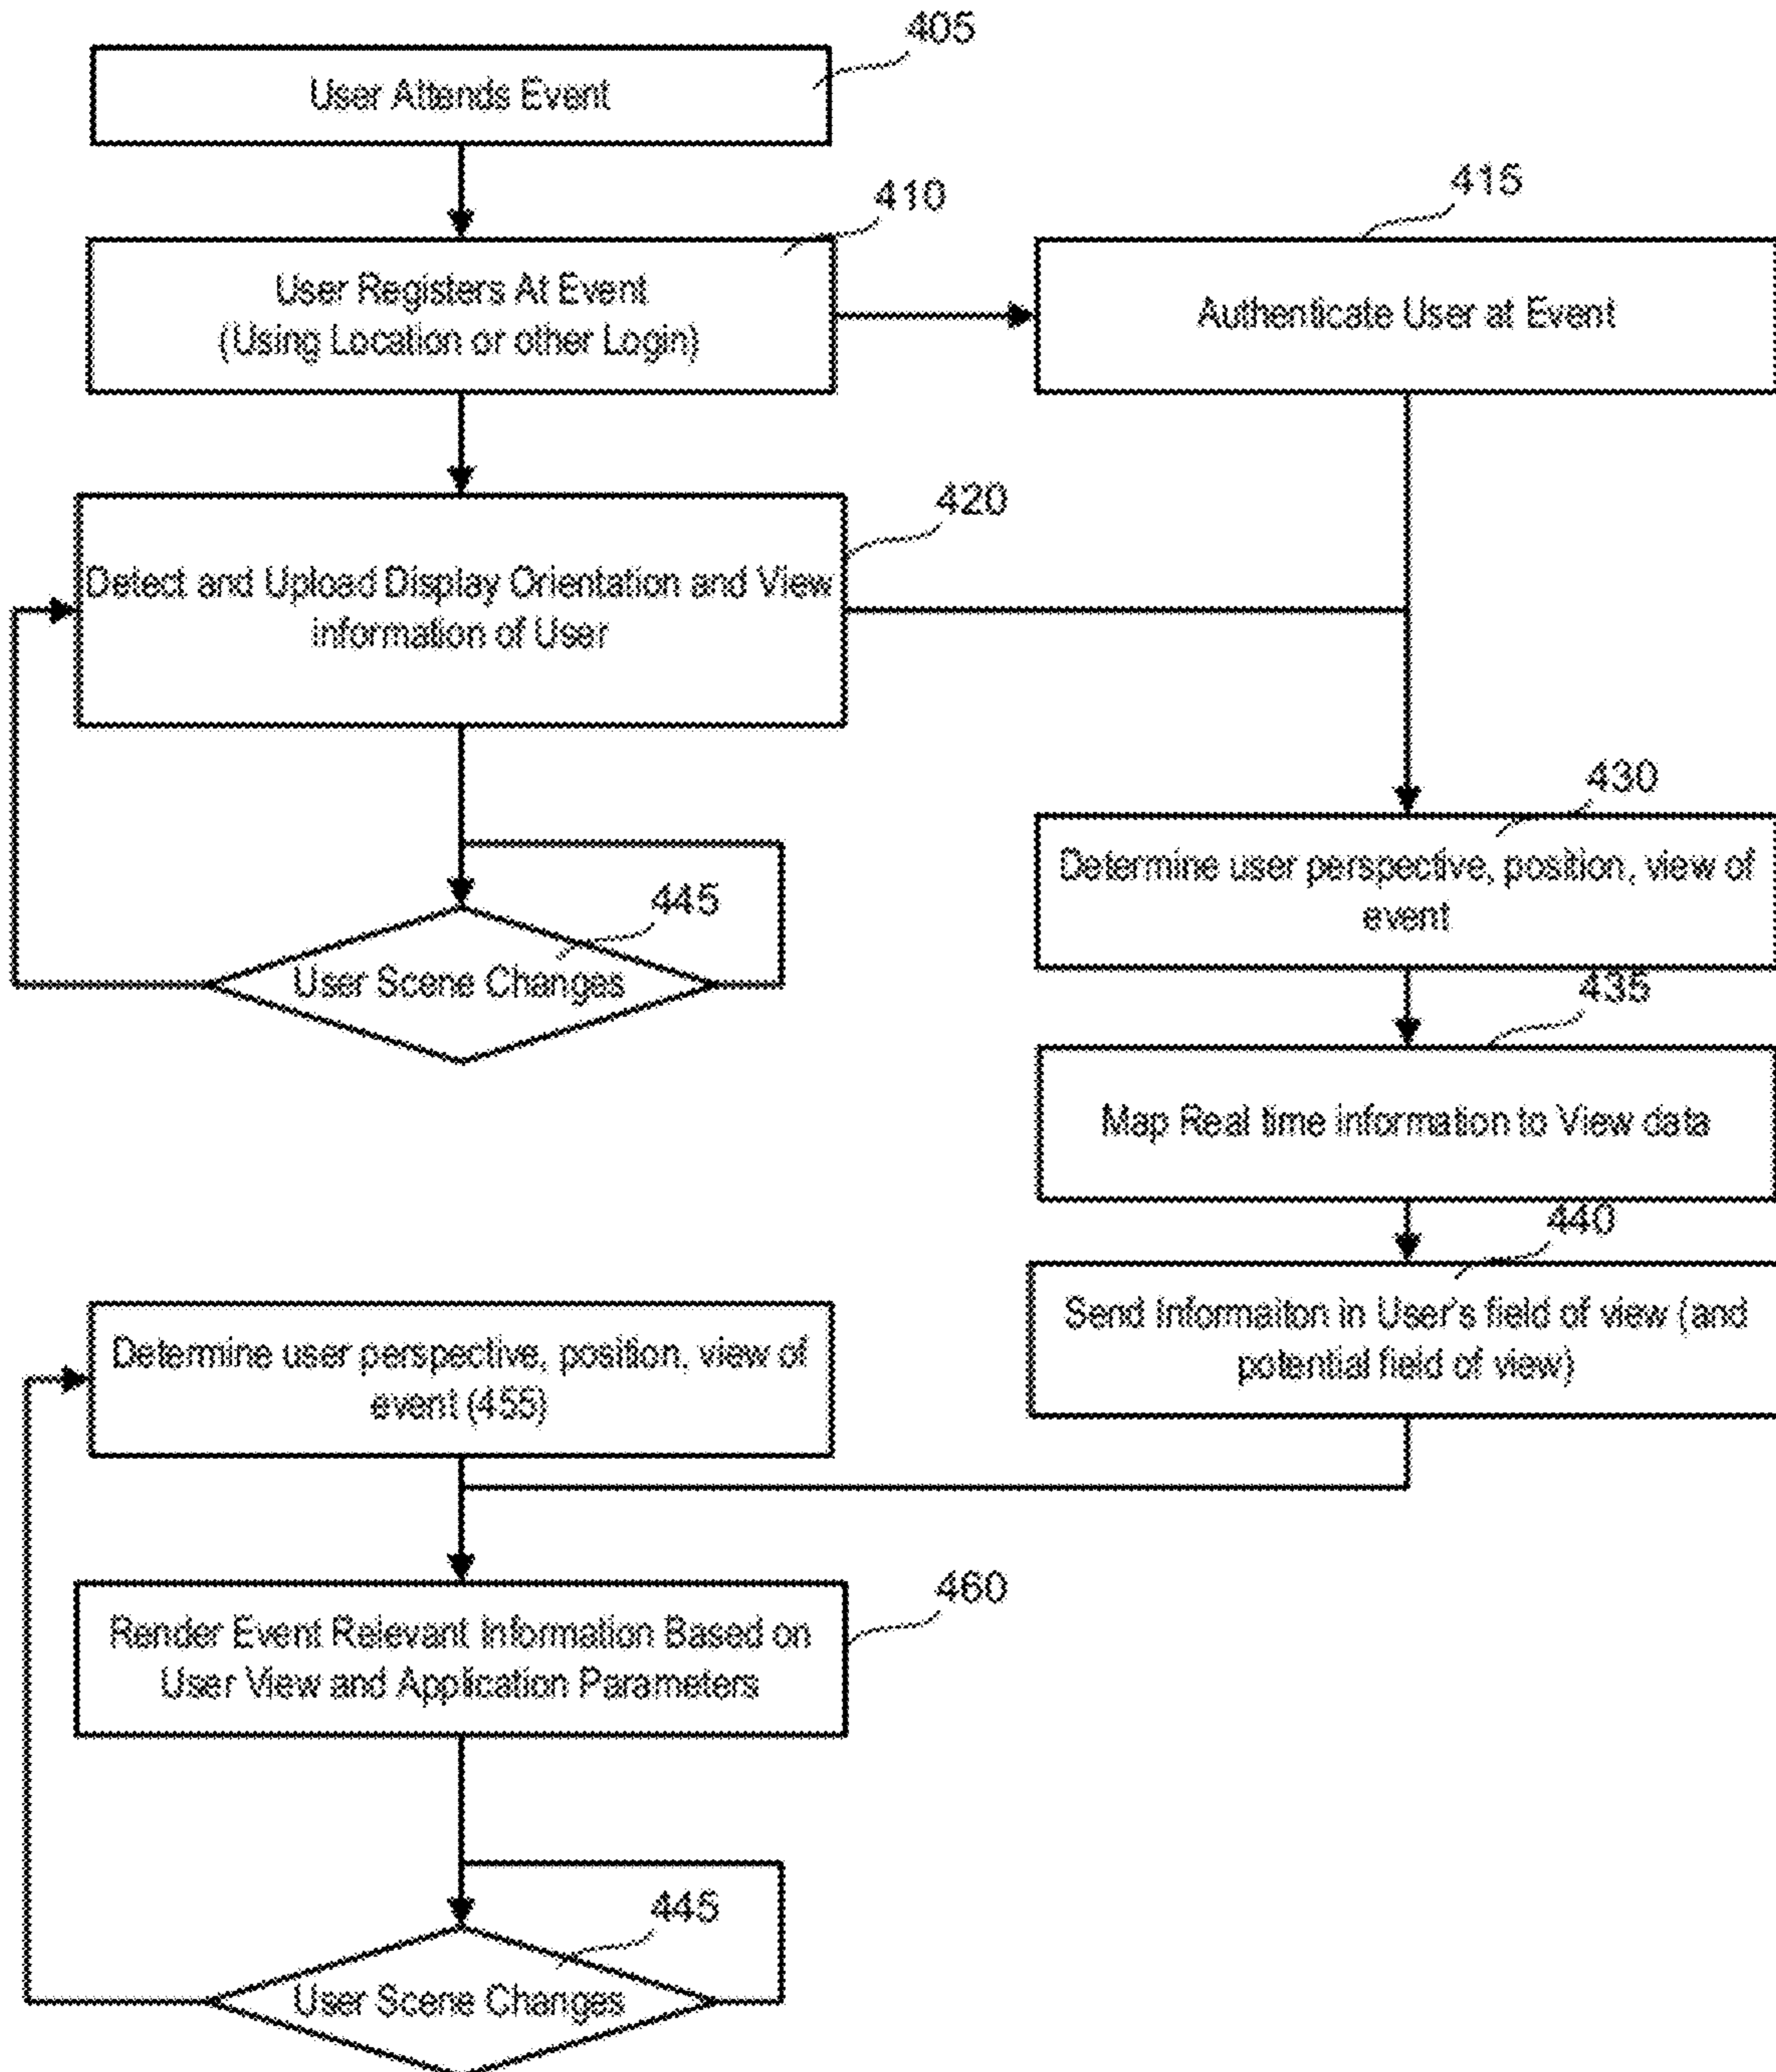 405
User Attends Event
410
User Registers At Event
(Using Location or other Login)
415
Authenticate User at Event
420
Detect and Upload Display Orientation and View
information of User
430
Determine user perspective, position, view of
event
445
User Scene Changes
435
Map Real time information to View data
440
Send Informaiton in User's field of view (and
potential field of view)
Determine user perspective, position, view of
event (455)
460
Render Event Relevant Information Based on
User View and Application Parameters
445
User Scene Changes